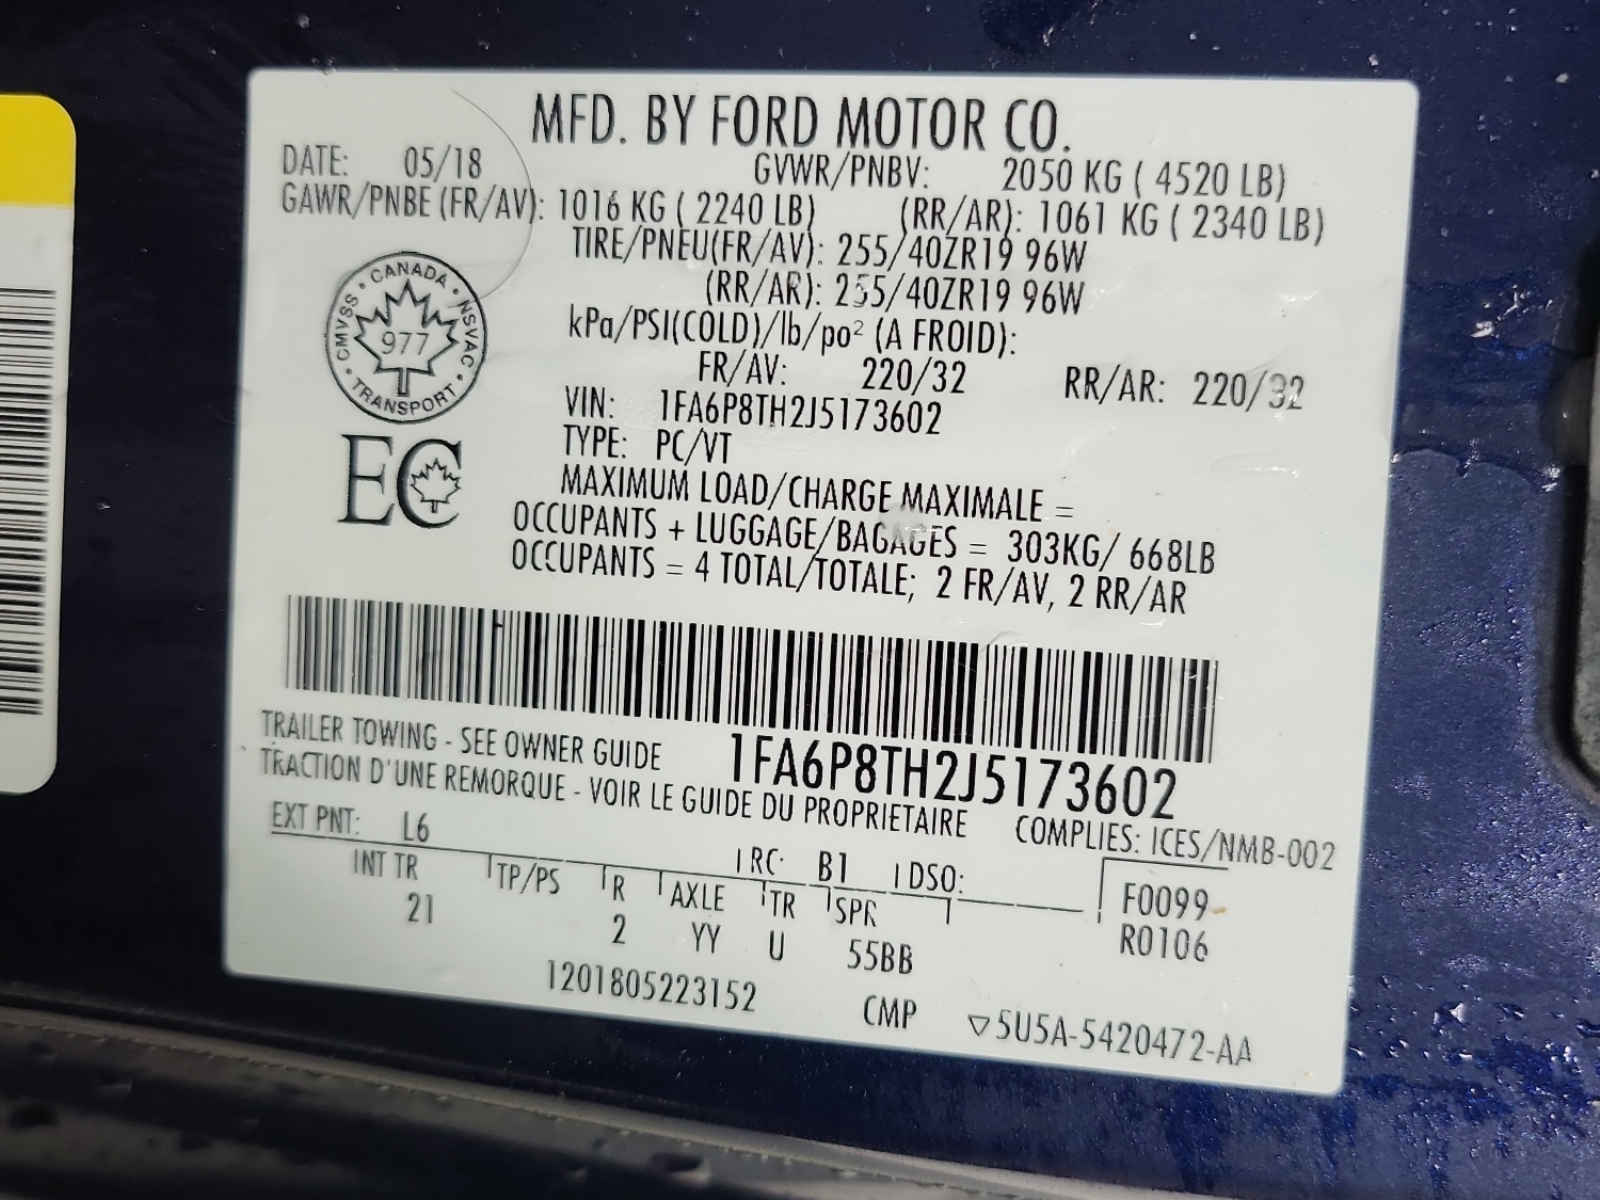 MFD. BY FORD MOTOR CO.
DATE: 05/18 GVWR/PNBV: 2050 KG ( 4520 LB)
GAWR/PNBE (FR/AV): 1016 KG ( 2240 LB) (RR/AR): 1061 KG ( 2340 LB)
TIRE/PNEU(FR/AV): 255/40ZR19 96W
(RR/AR): 255/40ZR19 96W
kPa/PSI(COLD)/lb/po² (A FROID):
FR/AV: 220/32 RR/AR: 220/32
VIN: 1FA6P8TH2J5173602
TYPE: PC/VT
MAXIMUM LOAD/CHARGE MAXIMALE =
OCCUPANTS + LUGGAGE/BAGAGES = 303KG/ 668LB
OCCUPANTS = 4 TOTAL/TOTALE; 2 FR/AV, 2 RR/AR
CANADA · NSVAC · TRANSPORT · CMVSS ·
977
EC
TRAILER TOWING - SEE OWNER GUIDE
1FA6P8TH2J5173602
TRACTION D'UNE REMORQUE - VOIR LE GUIDE DU PROPRIETAIRE
COMPLIES: ICES/NMB-002
EXT PNT: L6 RC: B1 DSO:
INT TR TP/PS R AXLE TR SPR F0099
21 2 YY U 55BB R0106
1201805223152 CMP ▽5U5A-5420472-AA